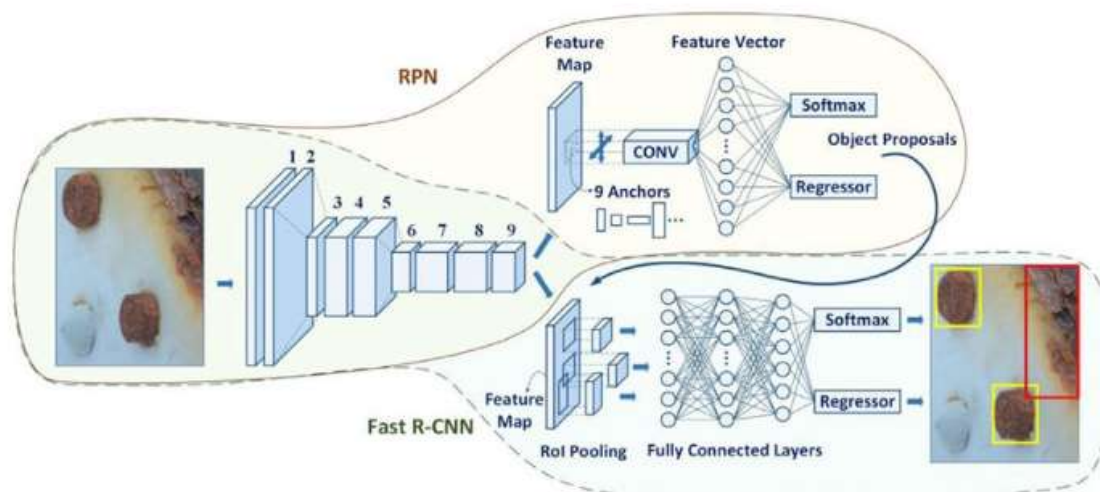 RPN
Feature
Map
Feature Vector
CONV
Softmax
Regressor
Object Proposals
9 Anchors
1 2
3 4 5
6 7 8 9
Feature
Map
RoI Pooling
Fully Connected Layers
Softmax
Regressor
Fast R-CNN